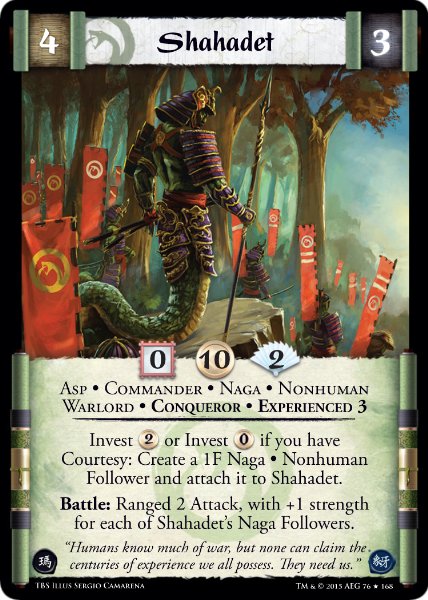 4 Shahadet 3
0 10 2
Asp • Commander • Naga • Nonhuman
Warlord • Conqueror • Experienced 3
Invest 2 or Invest 0 if you have
Courtesy: Create a 1F Naga • Nonhuman
Follower and attach it to Shahadet.
Battle: Ranged 2 Attack, with +1 strength
for each of Shahadet's Naga Followers.
“Humans know much of war, but none can claim the
centuries of experience we all possess. They need us.”
TBS Illus Sergio Camarena TM & © 2015 AEG 76 ★ 168